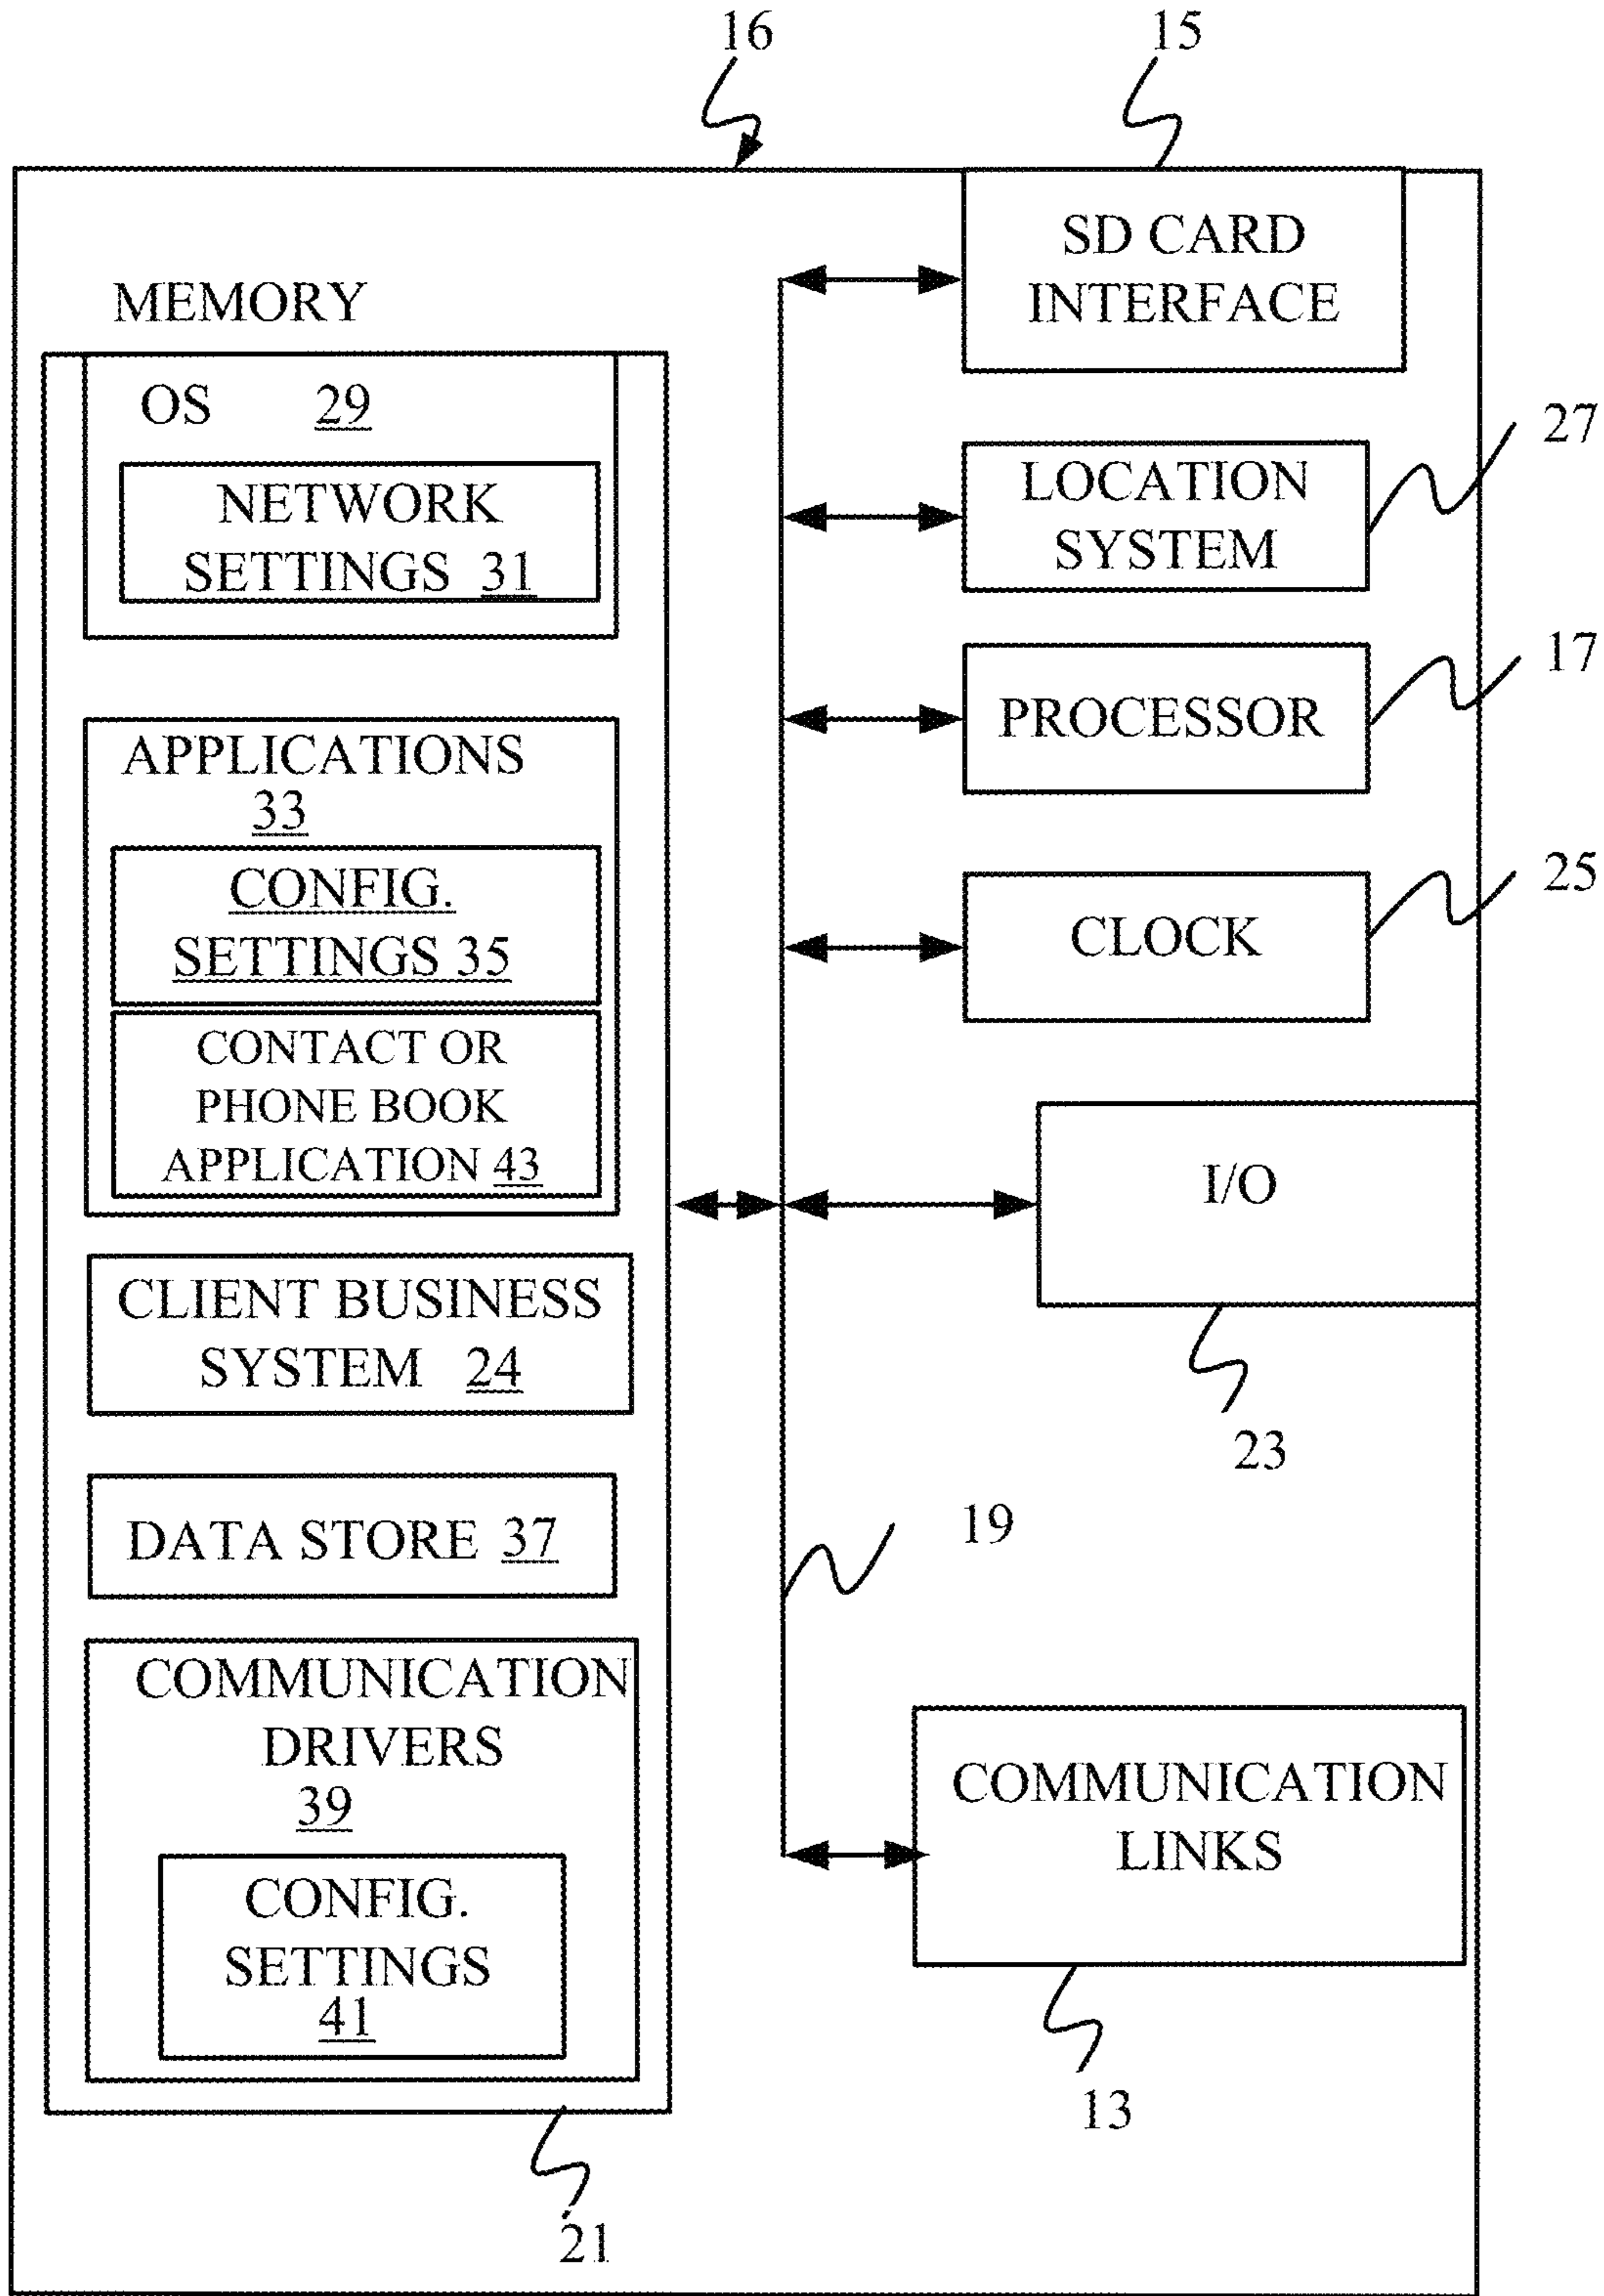 16
15
SD CARD
INTERFACE
MEMORY
OS 29
NETWORK
SETTINGS 31
27
LOCATION
SYSTEM
17
PROCESSOR
APPLICATIONS
33
CONFIG.
SETTINGS 35
25
CLOCK
CONTACT OR
PHONE BOOK
APPLICATION 43
I/O
23
CLIENT BUSINESS
SYSTEM 24
19
DATA STORE 37
COMMUNICATION
DRIVERS
39
CONFIG.
SETTINGS
41
COMMUNICATION
LINKS
13
21